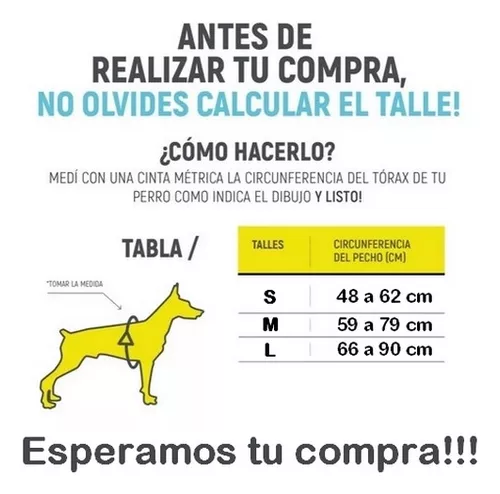 ANTES DE
REALIZAR TU COMPRA,
NO OLVIDES CALCULAR EL TALLE!
¿CÓMO HACERLO?
MEDÍ CON UNA CINTA MÉTRICA LA CIRCUNFERENCIA DEL TÓRAX DE TU
PERRO COMO INDICA EL DIBUJO Y LISTO!
TABLA /
*TOMAR LA MEDIDA
TALLES CIRCUNFERENCIA
DEL PECHO (CM)
S 48 a 62 cm
M 59 a 79 cm
L 66 a 90 cm
Esperamos tu compra!!!